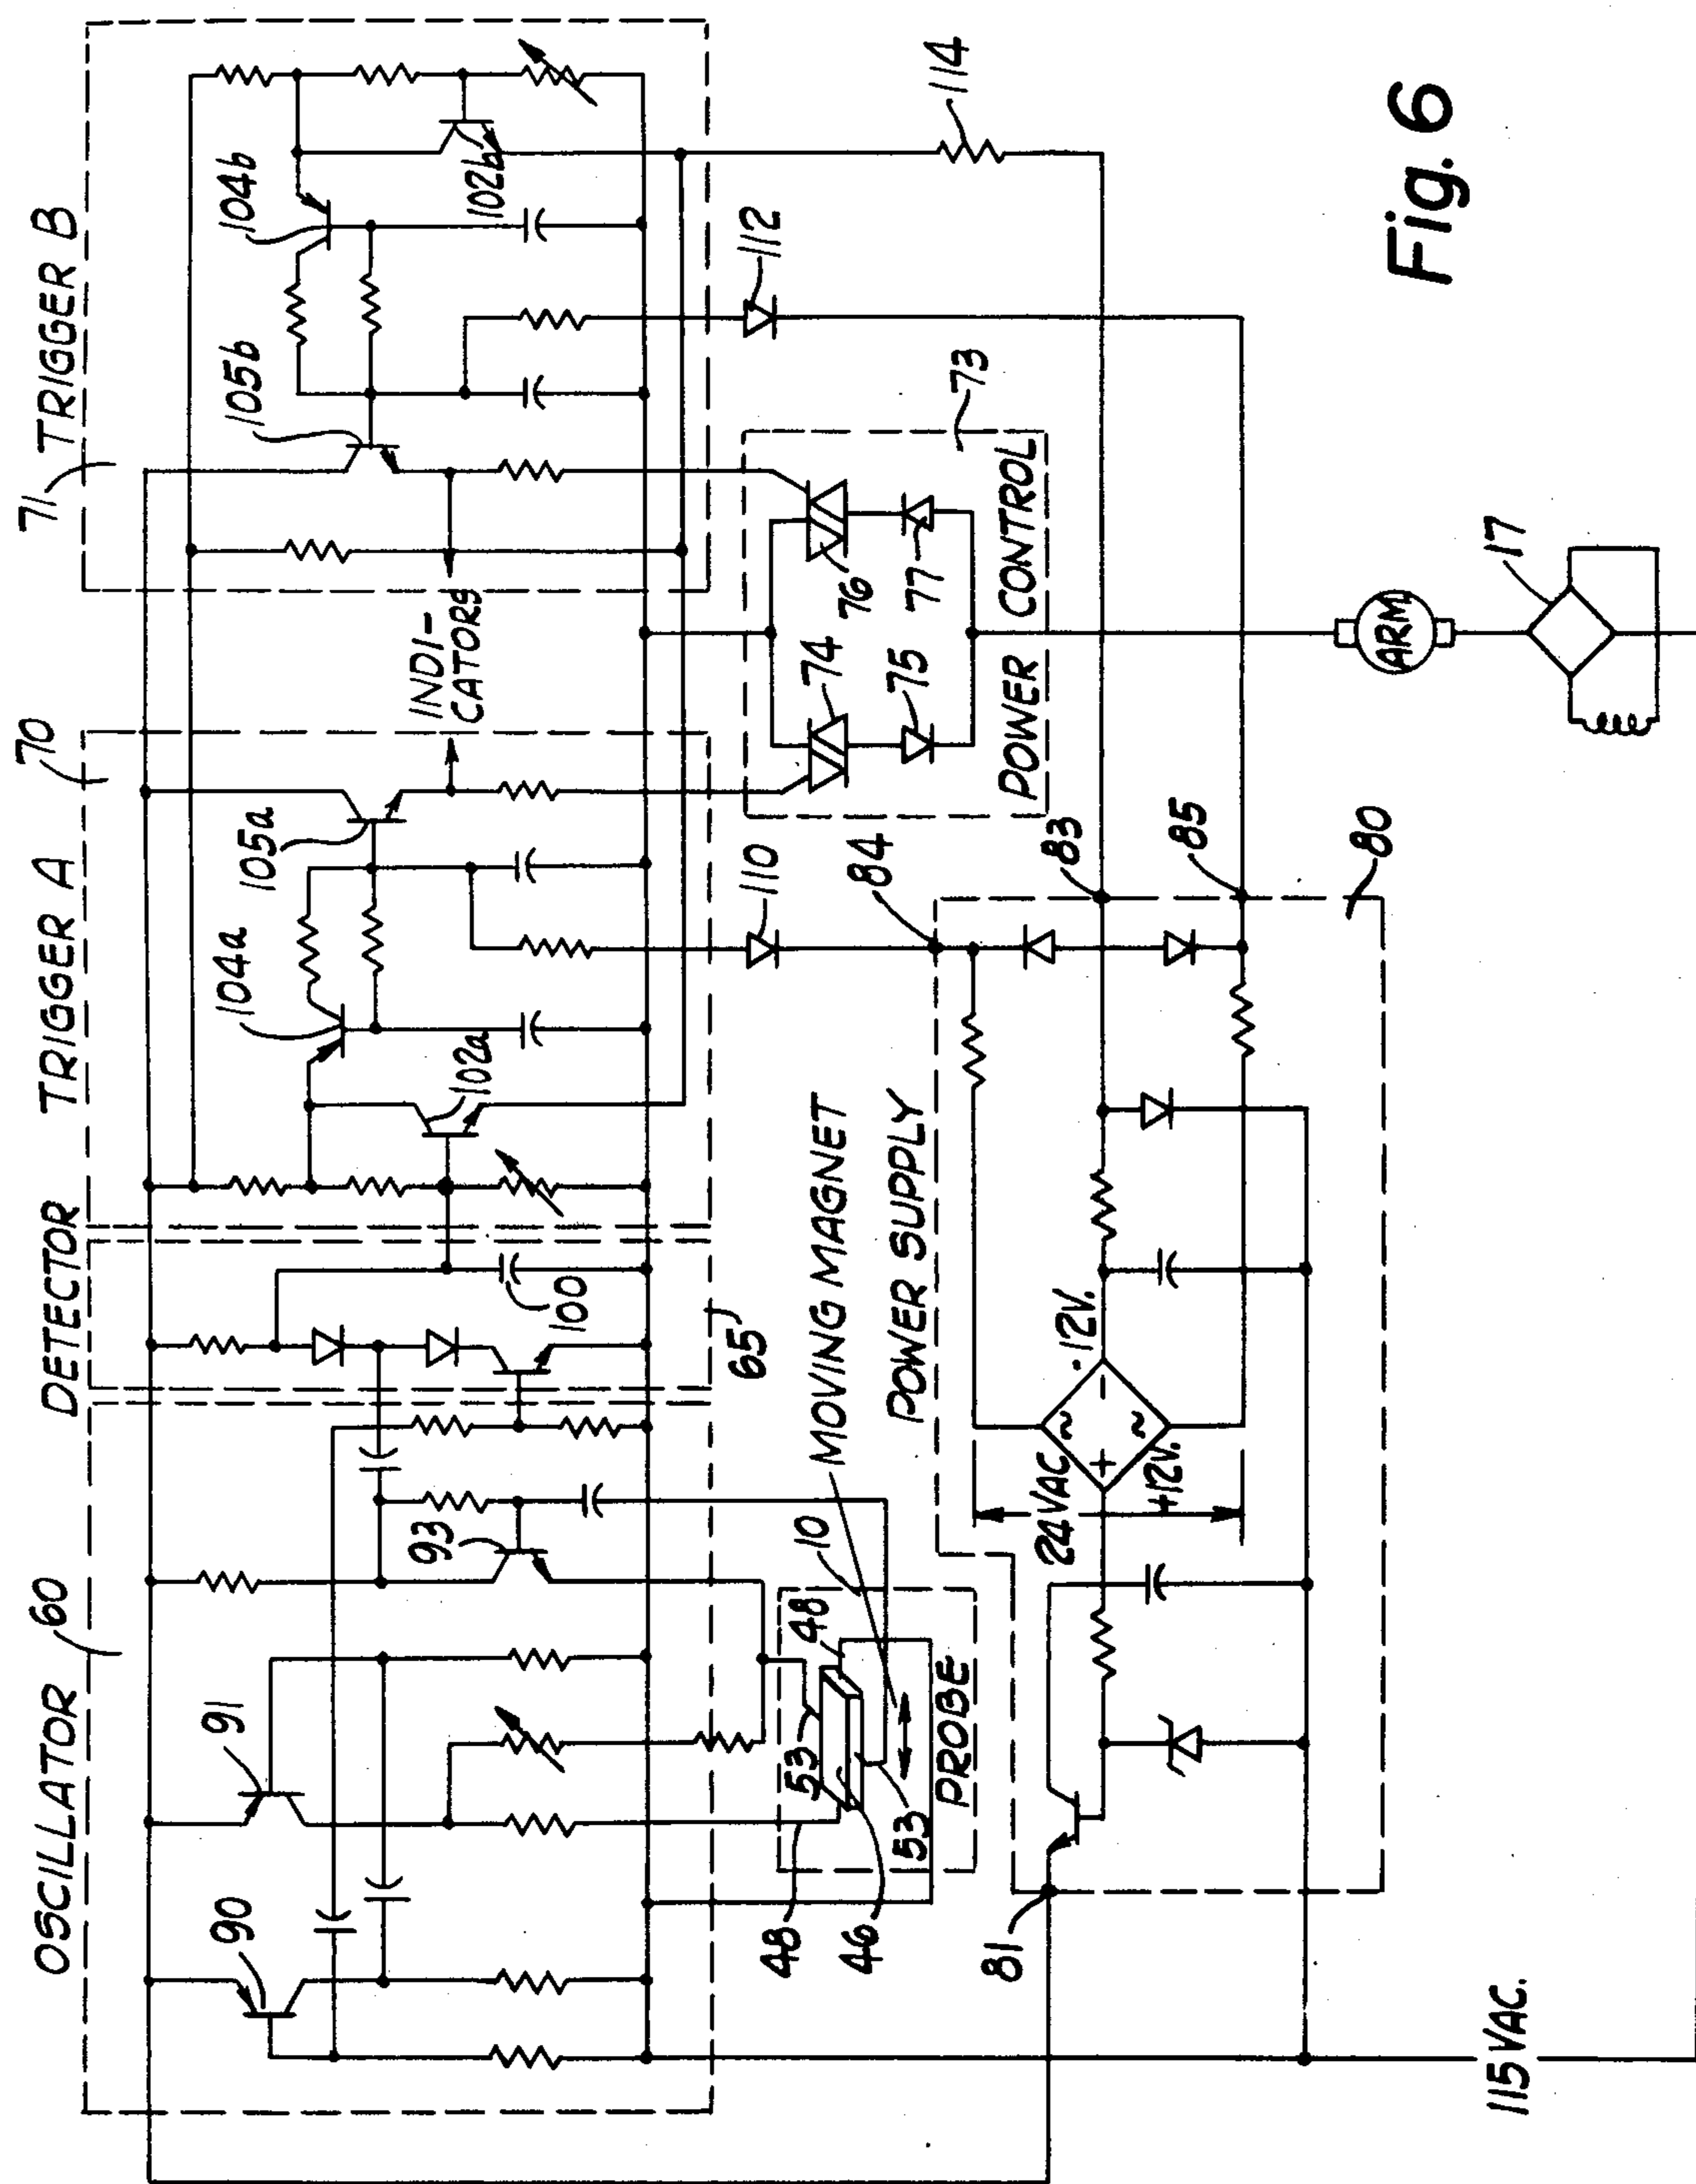 OSCILLATOR 60
DETECTOR
TRIGGER A
70
71 TRIGGER B
90
91
93
100
65
102a
104a
105a
INDI-
CATORS
105b
104b
102b
110
112
114
73
74
75
76
77
POWER CONTROL
MOVING MAGNET
10
53
48
53
48
46
PROBE
POWER SUPPLY
84
83
85
80
81
24VAC
-12V.
+12V.
~
~
+
-
115VAC.
ARM
17
Fig. 6